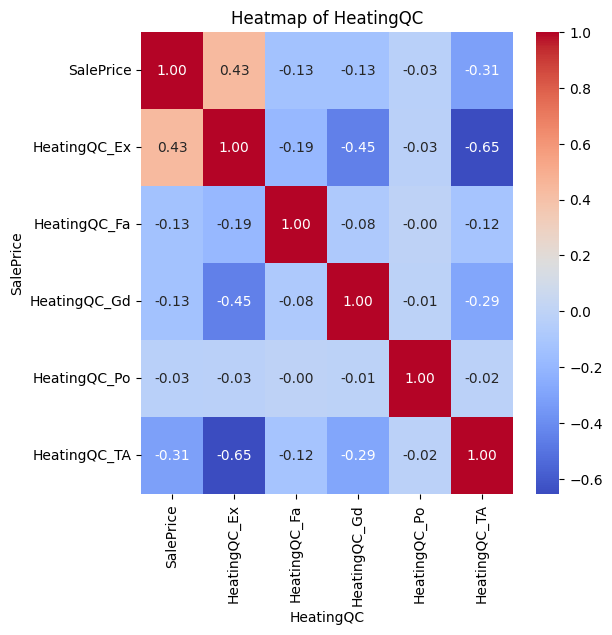 Heatmap of HeatingQC
SalePrice
SalePrice 1.00 0.43 -0.13 -0.13 -0.03 -0.31
HeatingQC_Ex 0.43 1.00 -0.19 -0.45 -0.03 -0.65
HeatingQC_Fa -0.13 -0.19 1.00 -0.08 -0.00 -0.12
HeatingQC_Gd -0.13 -0.45 -0.08 1.00 -0.01 -0.29
HeatingQC_Po -0.03 -0.03 -0.00 -0.01 1.00 -0.02
HeatingQC_TA -0.31 -0.65 -0.12 -0.29 -0.02 1.00
SalePrice HeatingQC_Ex HeatingQC_Fa HeatingQC_Gd HeatingQC_Po HeatingQC_TA
HeatingQC
1.0
0.8
0.6
0.4
0.2
0.0
−0.2
−0.4
−0.6